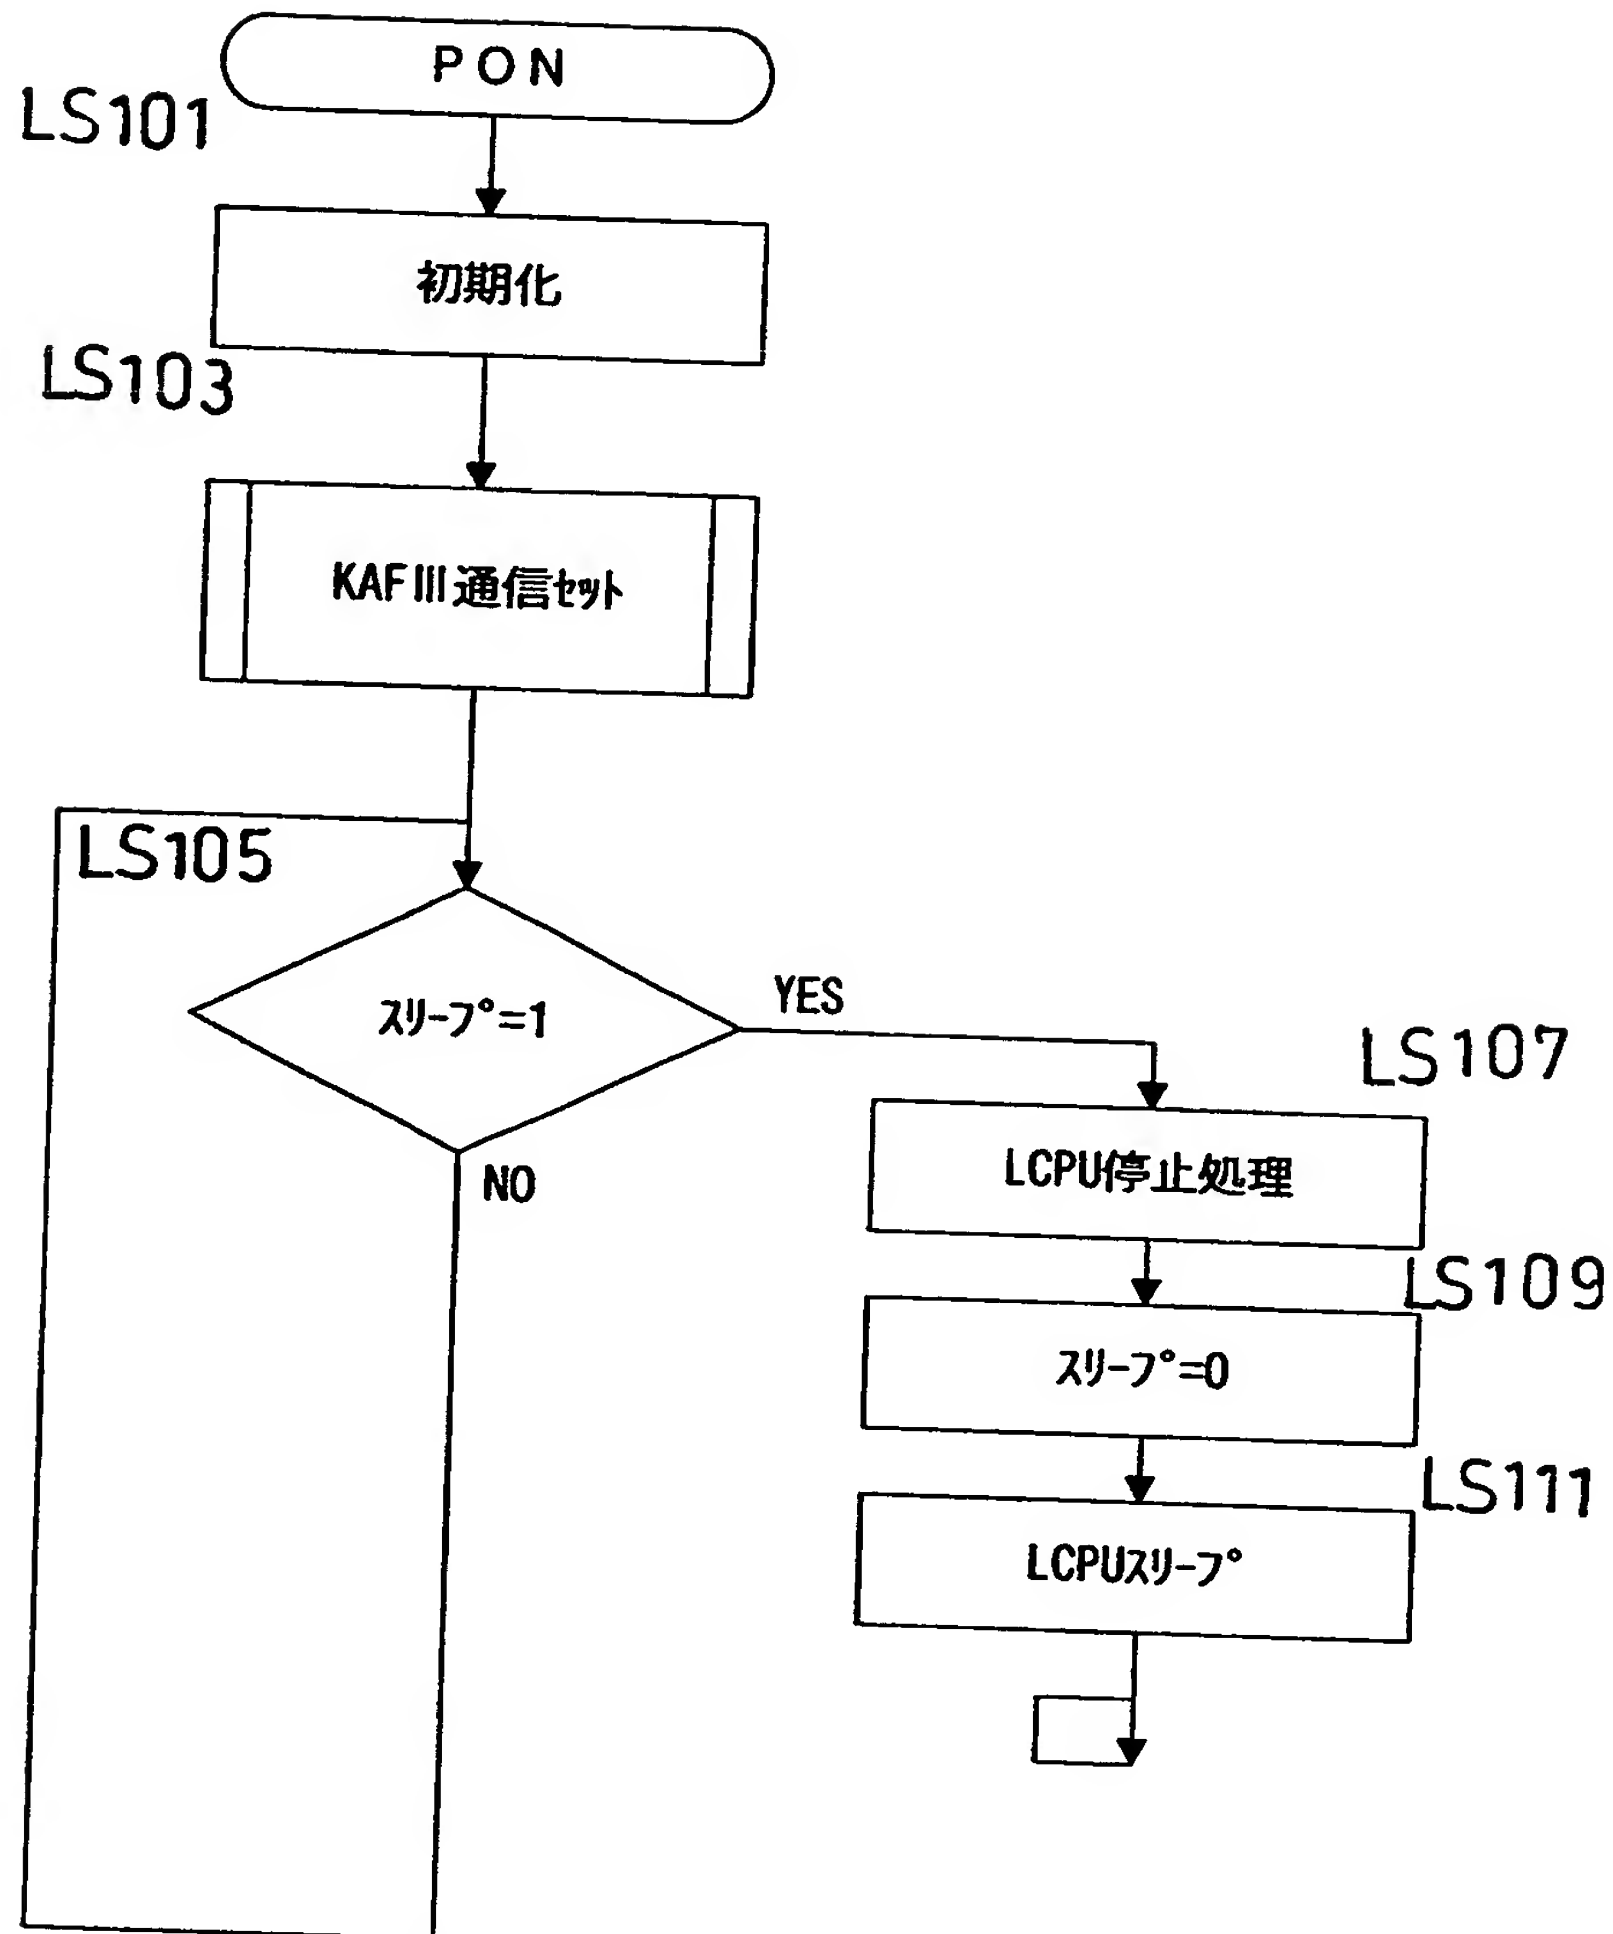 PON
LS101
初期化
LS103
KAFIII通信ｾｯﾄ
LS105
ｽﾘｰﾌﾟ=1
YES
NO
LS107
LCPU停止処理
LS109
ｽﾘｰﾌﾟ=0
LS111
LCPUｽﾘｰﾌﾟ